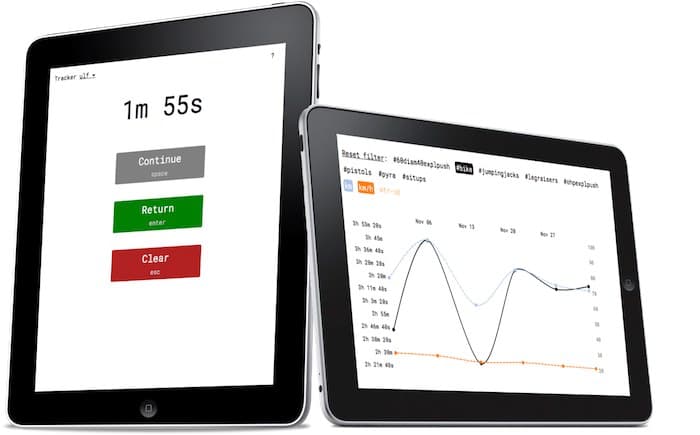 Tracker ulf ▾
?
1m 55s
Continue
space
Return
enter
Clear
esc
Reset filter: #60diam40explpush #bike #jumpingjacks #legraisers #ohpexplpush
#pistols #pyra #situps
km km/h
Nov 06 Nov 13 Nov 20 Nov 27
3h 53m 20s
3h 45m
3h 36m 40s
3h 28m 20s
3h 20m
3h 11m 40s
3h 3m 20s
2h 55m
2h 46m 40s
2h 38m 20s
2h 30m
2h 21m 40s
100
90
80
70
60
50
40
30
20